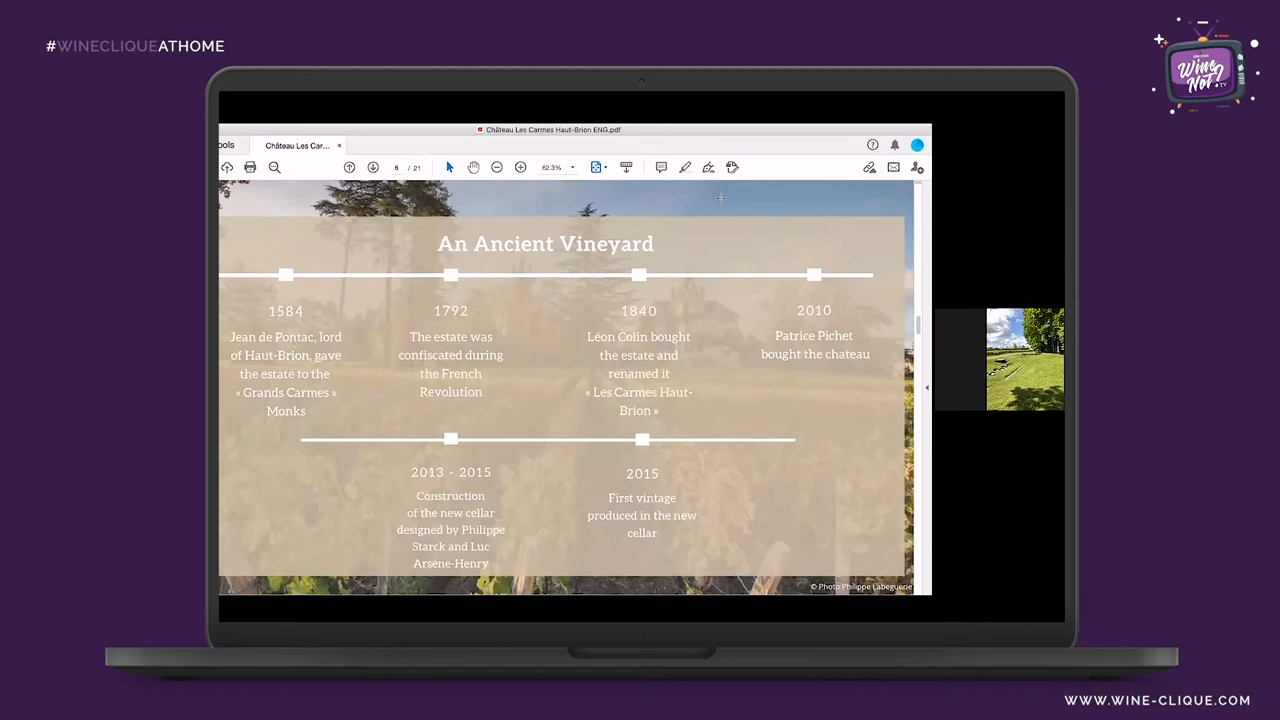 #WINECLIQUEATHOME
Wine
Not?
.TV
Château Les Carmes Haut-Brion ENG.pdf
ools
Château Les Car...
8 / 21
62.3%
An Ancient Vineyard
1584
Jean de Pontac, lord
of Haut-Brion, gave
the estate to the
« Grands Carmes »
Monks
1792
The estate was
confiscated during
the French
Revolution
1840
Léon Colin bought
the estate and
renamed it
« Les Carmes Haut-
Brion »
2010
Patrice Pichet
bought the chateau
2013 - 2015
Construction
of the new cellar
designed by Philippe
Starck and Luc
Arsène-Henry
2015
First vintage
produced in the new
cellar
© Photo Philippe Labeguerie
WWW.WINE-CLIQUE.COM